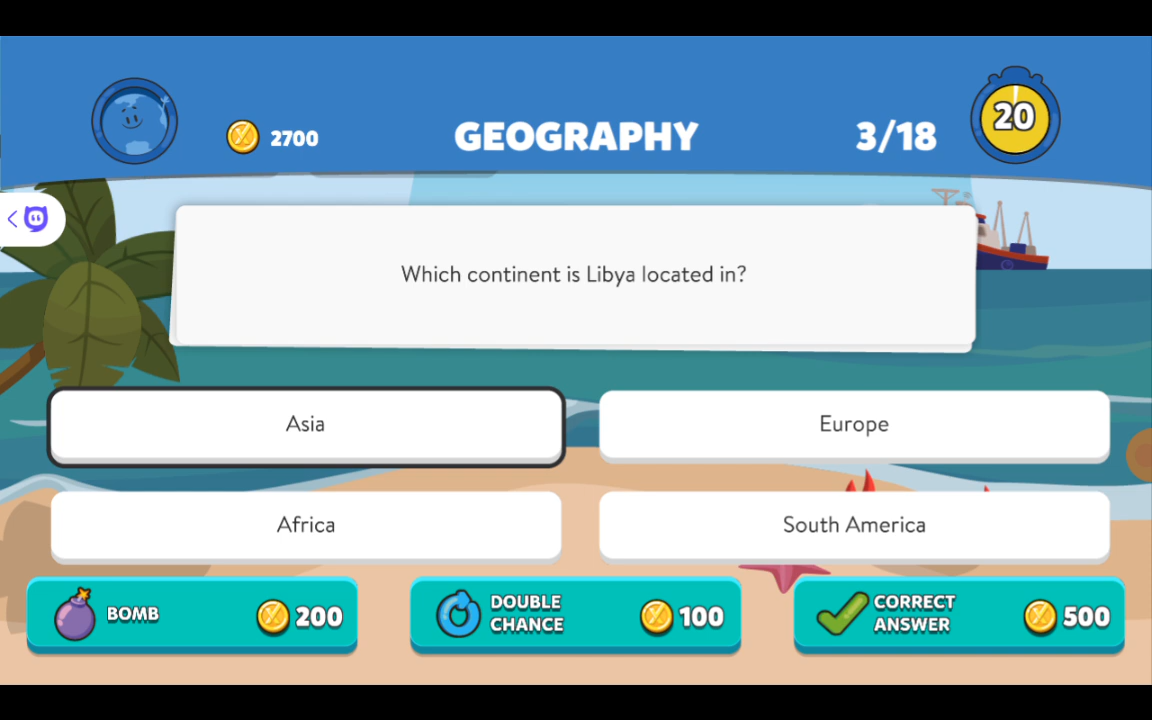 2700
GEOGRAPHY
3/18
20
Which continent is Libya located in?
Asia
Europe
Africa
South America
BOMB
200
DOUBLE
CHANCE
100
CORRECT
ANSWER
500